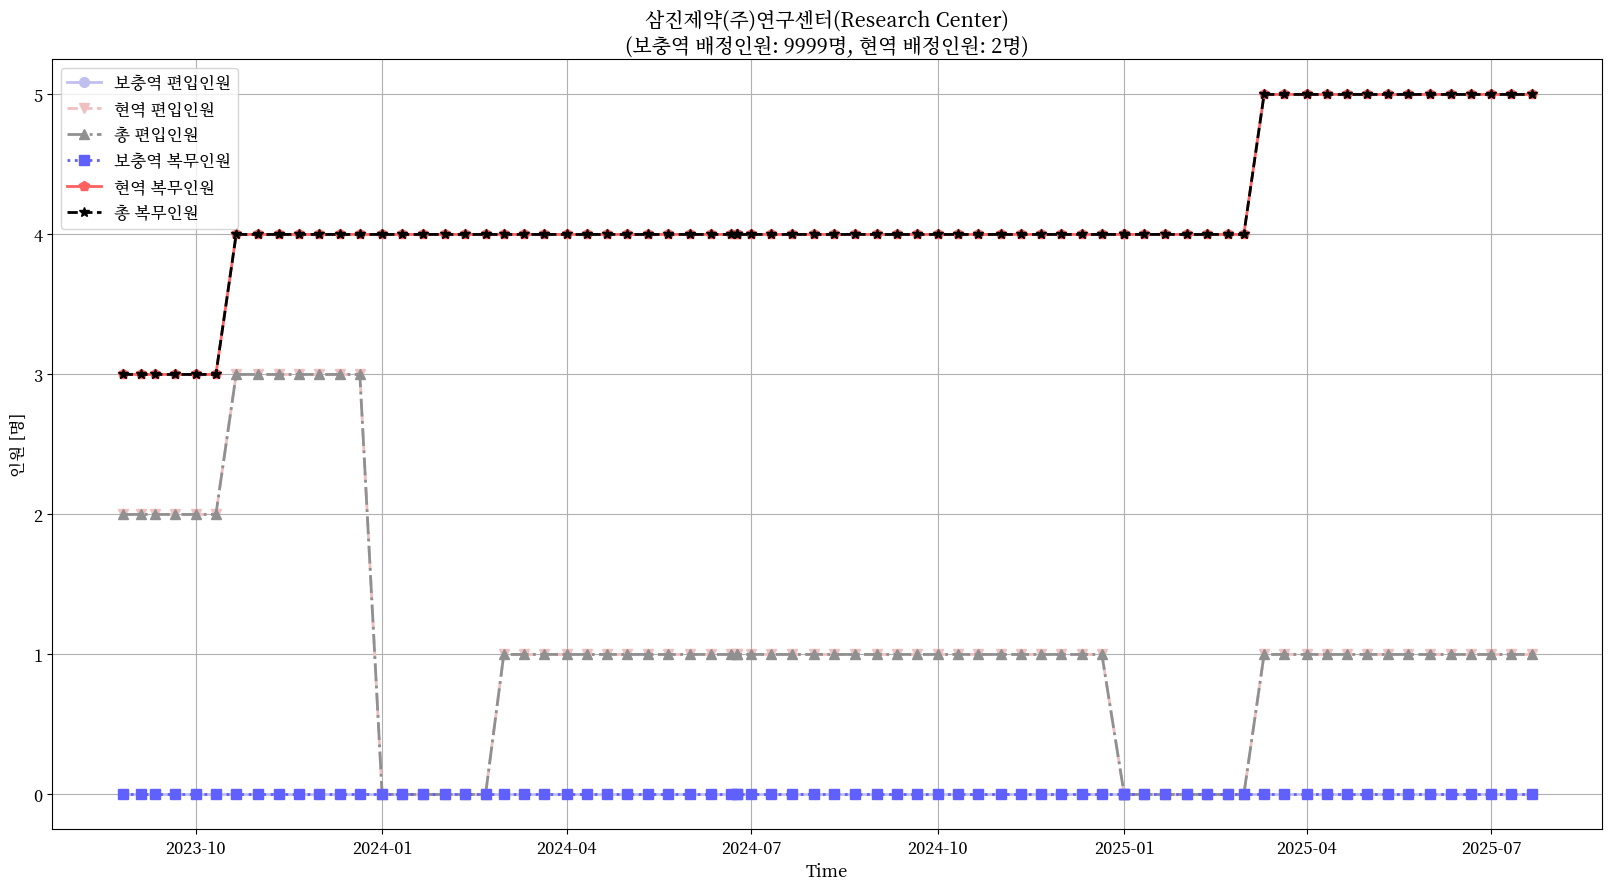 삼진제약(주)연구센터(Research Center)
(보충역 배정인원: 9999명, 현역 배정인원: 2명)
보충역 편입인원
현역 편입인원
총 편입인원
보충역 복무인원
현역 복무인원
총 복무인원
인원 [명]
5
4
3
2
1
0
2023-10
2024-01
2024-04
2024-07
2024-10
2025-01
2025-04
2025-07
Time